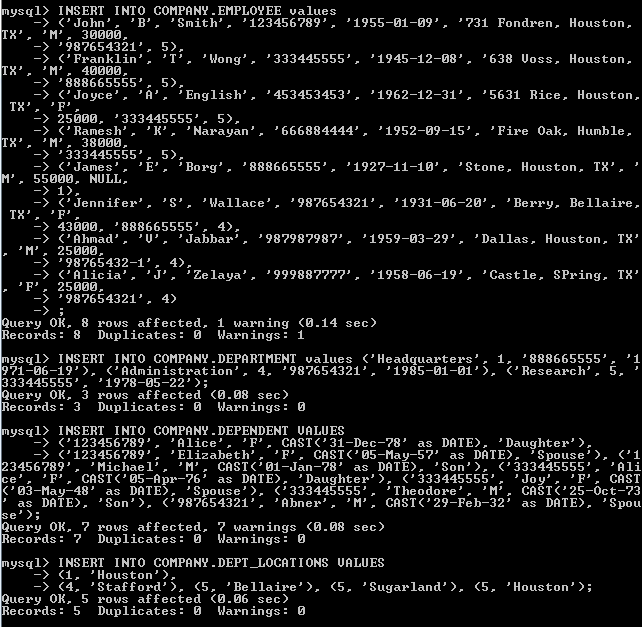 mysql> INSERT INTO COMPANY.EMPLOYEE values
    -> ('John', 'B', 'Smith', '123456789', '1955-01-09', '731 Fondren, Houston,
TX', 'M', 30000,
    -> '987654321', 5),
    -> ('Franklin', 'T', 'Wong', '333445555', '1945-12-08', '638 Voss, Houston,
TX', 'M', 40000,
    -> '888665555', 5),
    -> ('Joyce', 'A', 'English', '453453453', '1962-12-31', '5631 Rice, Houston,
 TX', 'F',
    -> 25000, '333445555', 5),
    -> ('Ramesh', 'K', 'Narayan', '666884444', '1952-09-15', 'Fire Oak, Humble,
TX', 'M', 38000,
    -> '333445555', 5),
    -> ('James', 'E', 'Borg', '888665555', '1927-11-10', 'Stone, Houston, TX', '
M', 55000, NULL,
    -> 1),
    -> ('Jennifer', 'S', 'Wallace', '987654321', '1931-06-20', 'Berry, Bellaire,
 TX', 'F',
    -> 43000, '888665555', 4),
    -> ('Ahmad', 'V', 'Jabbar', '987987987', '1959-03-29', 'Dallas, Houston, TX'
, 'M', 25000,
    -> '98765432-1', 4),
    -> ('Alicia', 'J', 'Zelaya', '999887777', '1958-06-19', 'Castle, SPring, TX'
, 'F', 25000,
    -> '987654321', 4)
    -> ;
Query OK, 8 rows affected, 1 warning (0.14 sec)
Records: 8  Duplicates: 0  Warnings: 1
mysql> INSERT INTO COMPANY.DEPARTMENT values ('Headquarters', 1, '888665555', '1
971-06-19'), ('Administration', 4, '987654321', '1985-01-01'), ('Research', 5, '
333445555', '1978-05-22');
Query OK, 3 rows affected (0.08 sec)
Records: 3  Duplicates: 0  Warnings: 0
mysql> INSERT INTO COMPANY.DEPENDENT VALUES
    -> ('123456789', 'Alice', 'F', CAST('31-Dec-78' as DATE), 'Daughter'),
    -> ('123456789', 'Elizabeth', 'F', CAST('05-May-57' as DATE), 'Spouse'), ('1
23456789', 'Michael', 'M', CAST('01-Jan-78' as DATE), 'Son'), ('333445555', 'Ali
ce', 'F', CAST('05-Apr-76' as DATE), 'Daughter'), ('333445555', 'Joy', 'F', CAST
('03-May-48' as DATE), 'Spouse'), ('333445555', 'Theodore', 'M', CAST('25-Oct-73
' as DATE), 'Son'), ('987654321', 'Abner', 'M', CAST('29-Feb-32' as DATE), 'Spou
se');
Query OK, 7 rows affected, 7 warnings (0.08 sec)
Records: 7  Duplicates: 0  Warnings: 0
mysql> INSERT INTO COMPANY.DEPT_LOCATIONS VALUES
    -> (1, 'Houston'),
    -> (4, 'Stafford'), (5, 'Bellaire'), (5, 'Sugarland'), (5, 'Houston');
Query OK, 5 rows affected (0.06 sec)
Records: 5  Duplicates: 0  Warnings: 0